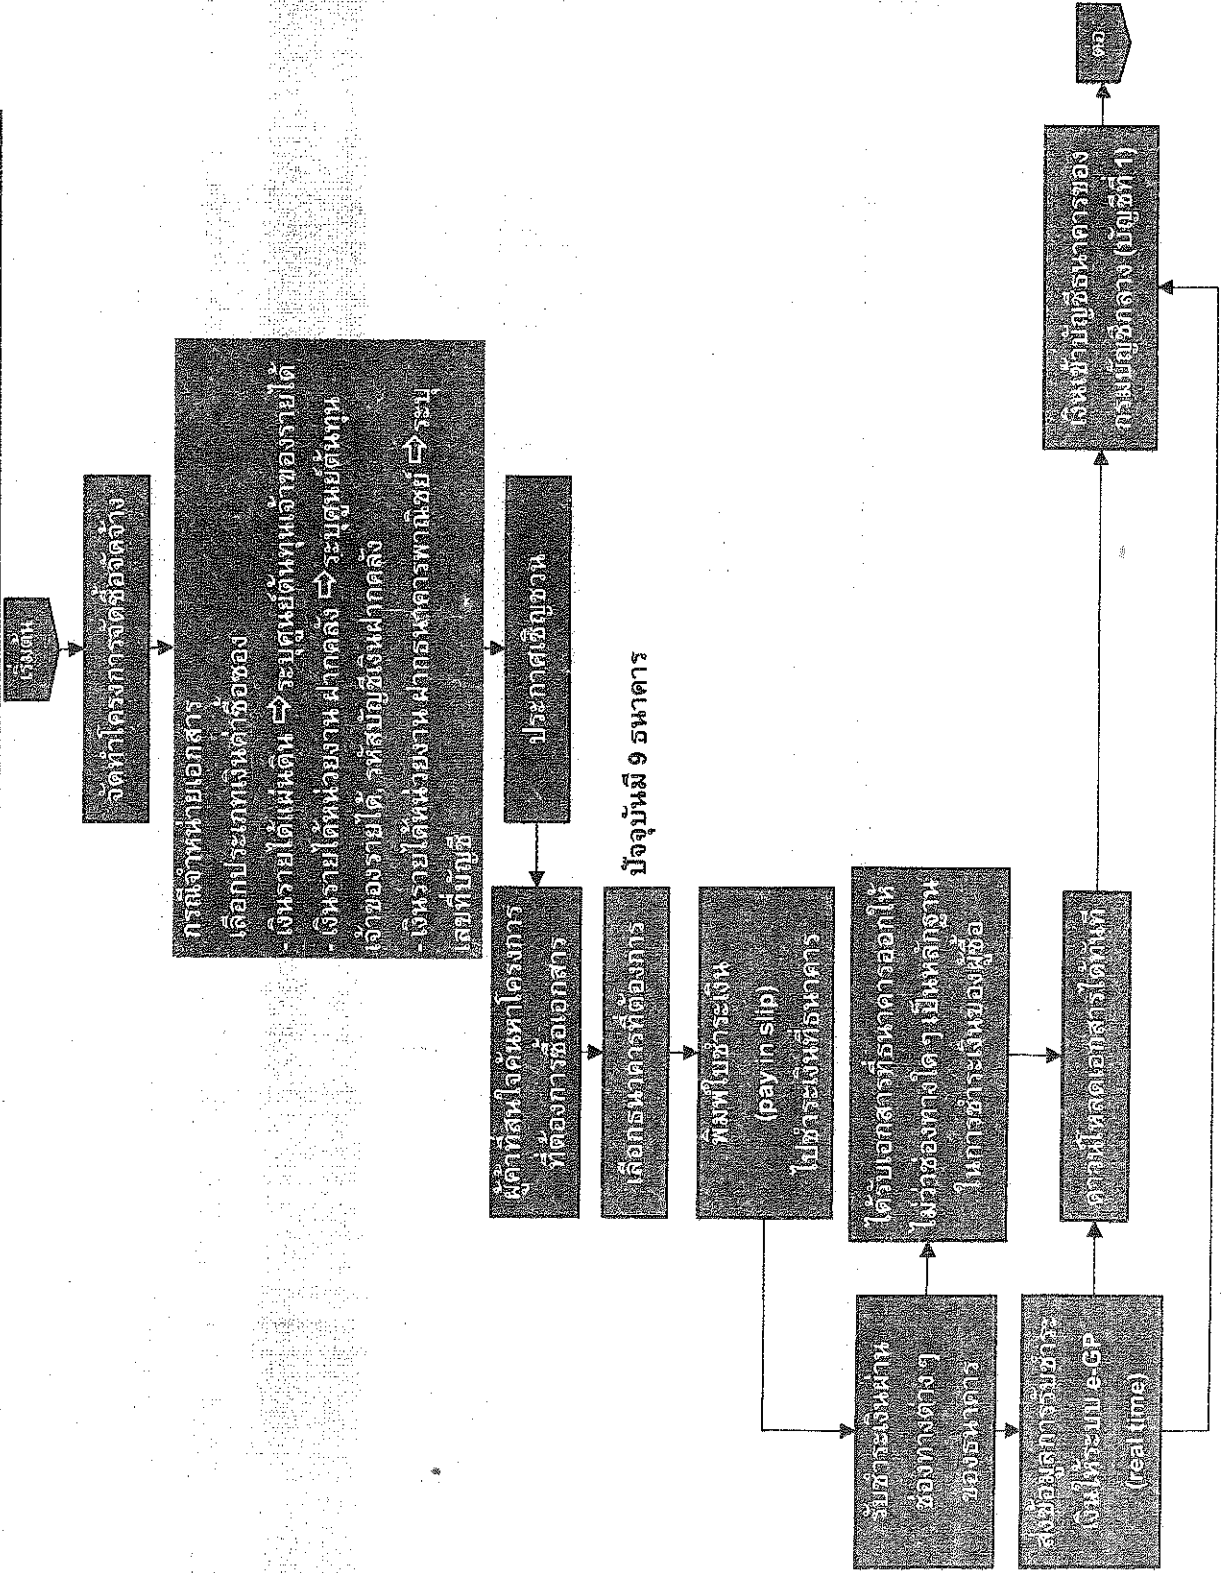 เริ่มต้น
จัดทำโครงการจัดซื้อจัดจ้าง
กรณีจำหน่ายเอกสาร
เลือกประเภทเงินค่าซื้อซอง
- เงินรายได้แผ่นดิน ⇨ ระบุศูนย์ต้นทุนเจ้าของรายได้
- เงินรายได้หน่วยงาน ฝากคลัง ⇨ ระบุศูนย์ต้นทุน
เจ้าของรายได้, รหัสบัญชีเงินฝากคลัง
- เงินรายได้หน่วยงาน ฝากธนาคารพาณิชย์ ⇨ ระบุ
เลขที่บัญชี
ประกาศเชิญชวน
ผู้ค้าที่สนใจค้นหาโครงการ
ที่ต้องการซื้อเอกสาร
เลือกธนาคารที่ต้องการ
ปัจจุบันมี 9 ธนาคาร
พิมพ์ใบชำระเงิน
(pay in slip)
ไปชำระเงินที่ธนาคาร
รับชำระเงินผ่าน
ช่องทางต่าง ๆ
ของธนาคาร
ได้รับเอกสารที่ธนาคารออกให้
ไม่ว่าช่องทางใด ๆ เป็นหลักฐาน
ในการชำระเงินของผู้ซื้อ
ส่งข้อมูลการรับชำระ
เงินให้ระบบ e-GP
(real time)
ดาวน์โหลดเอกสารได้ทันที
เงินเข้าบัญชีธนาคารของ
กรมบัญชีกลาง (บัญชีที่ 1)
ต่อ